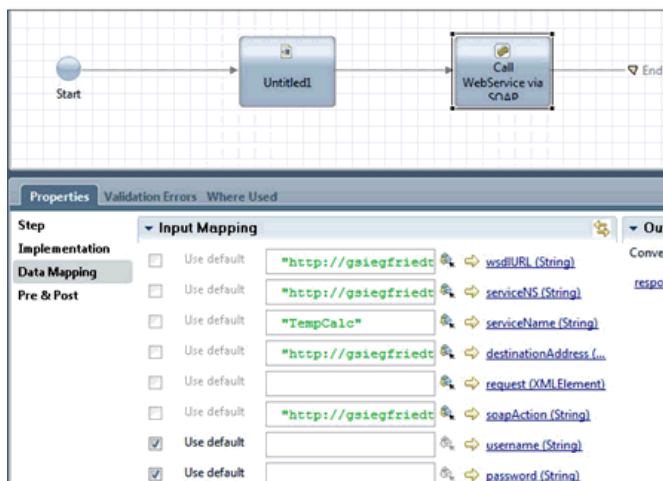 Start
Untitled1
Call
WebService via
SOAP
End
Properties Validation Errors Where Used
Step
Implementation
Data Mapping
Pre & Post
Input Mapping
Use default "http://gsiegfriedt wsdlURL (String)
Use default "http://gsiegfriedt serviceNS (String)
Use default "TempCalc" serviceName (String)
Use default "http://gsiegfriedt destinationAddress (...
Use default request (XMLElement)
Use default "http://gsiegfriedt soapAction (String)
Use default username (String)
Use default password (String)
Ou
Conve
respo